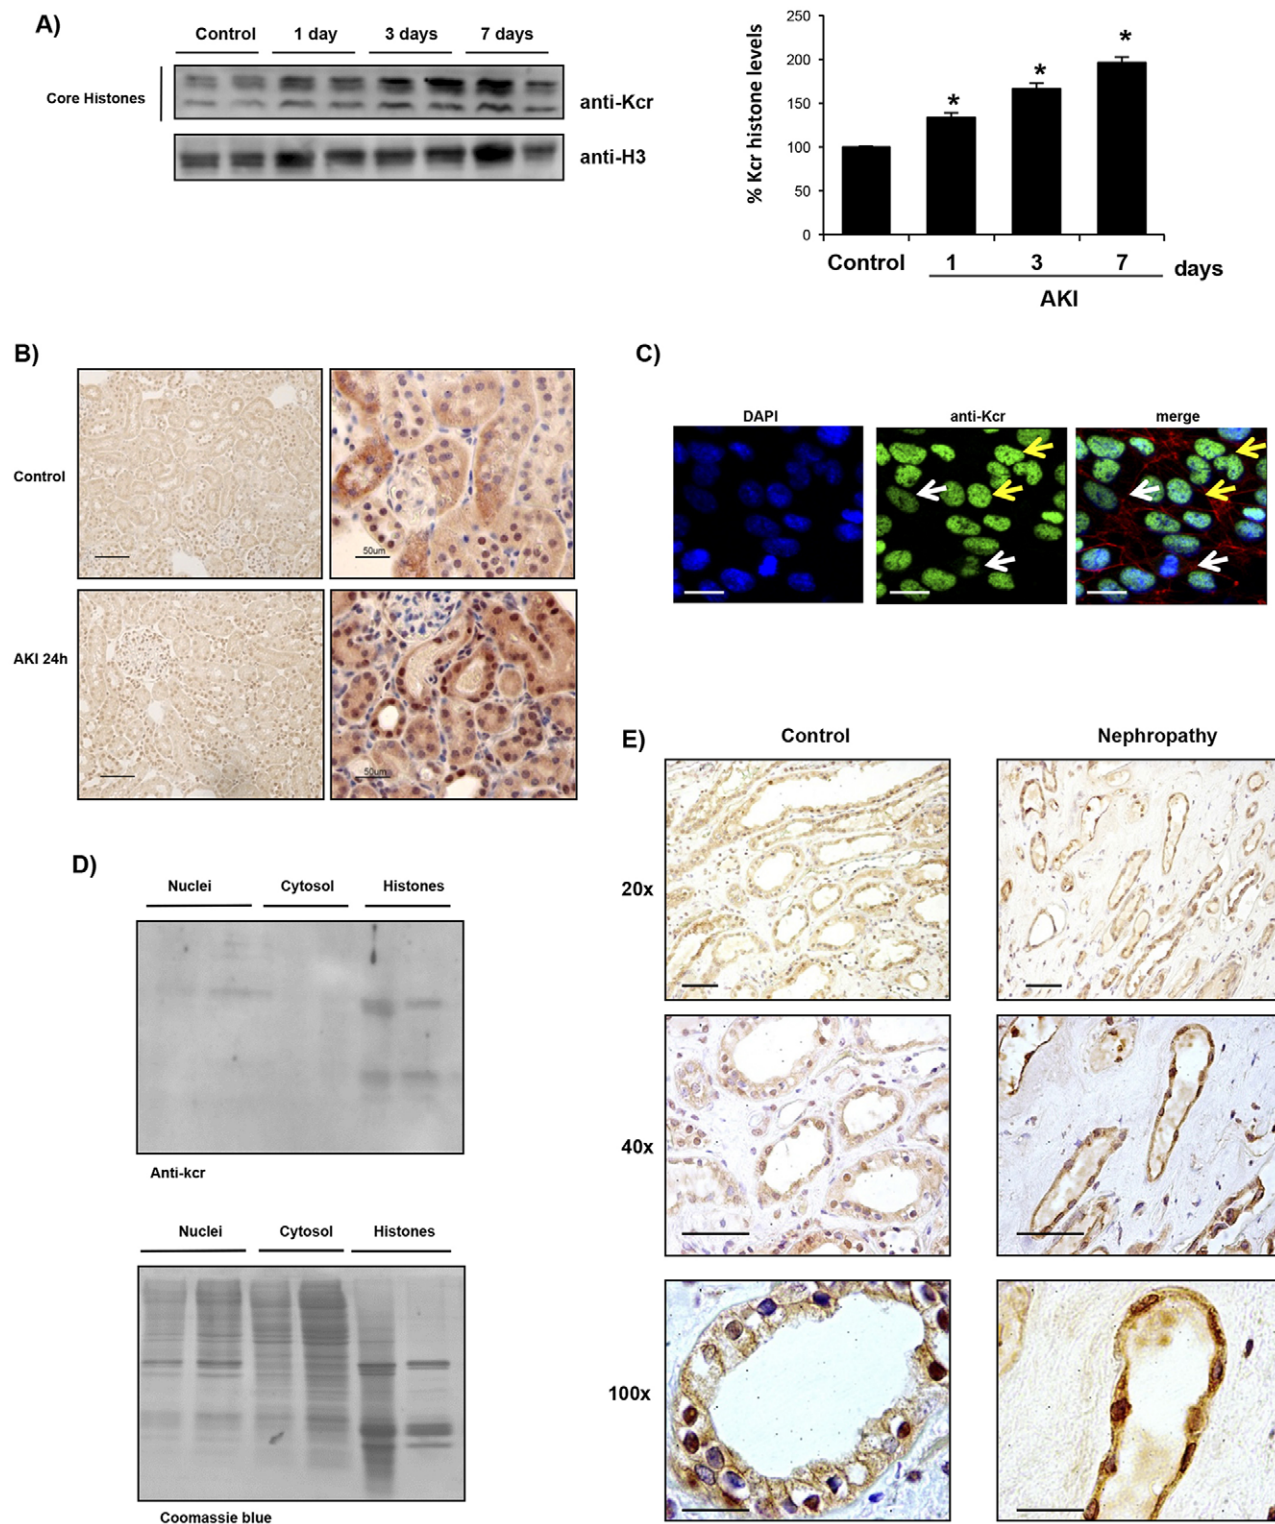 A)
Control 1 day 3 days 7 days
Core Histones
anti-Kcr
anti-H3
% Kcr histone levels
250
200
150
100
50
0
*
*
*
Control 1 3 7 days
AKI
B)
Control
50um
AKI 24h
50um
C)
DAPI anti-Kcr merge
D)
Nuclei Cytosol Histones
Anti-kcr
Nuclei Cytosol Histones
Coomassie blue
E)
Control Nephropathy
20x
40x
100x